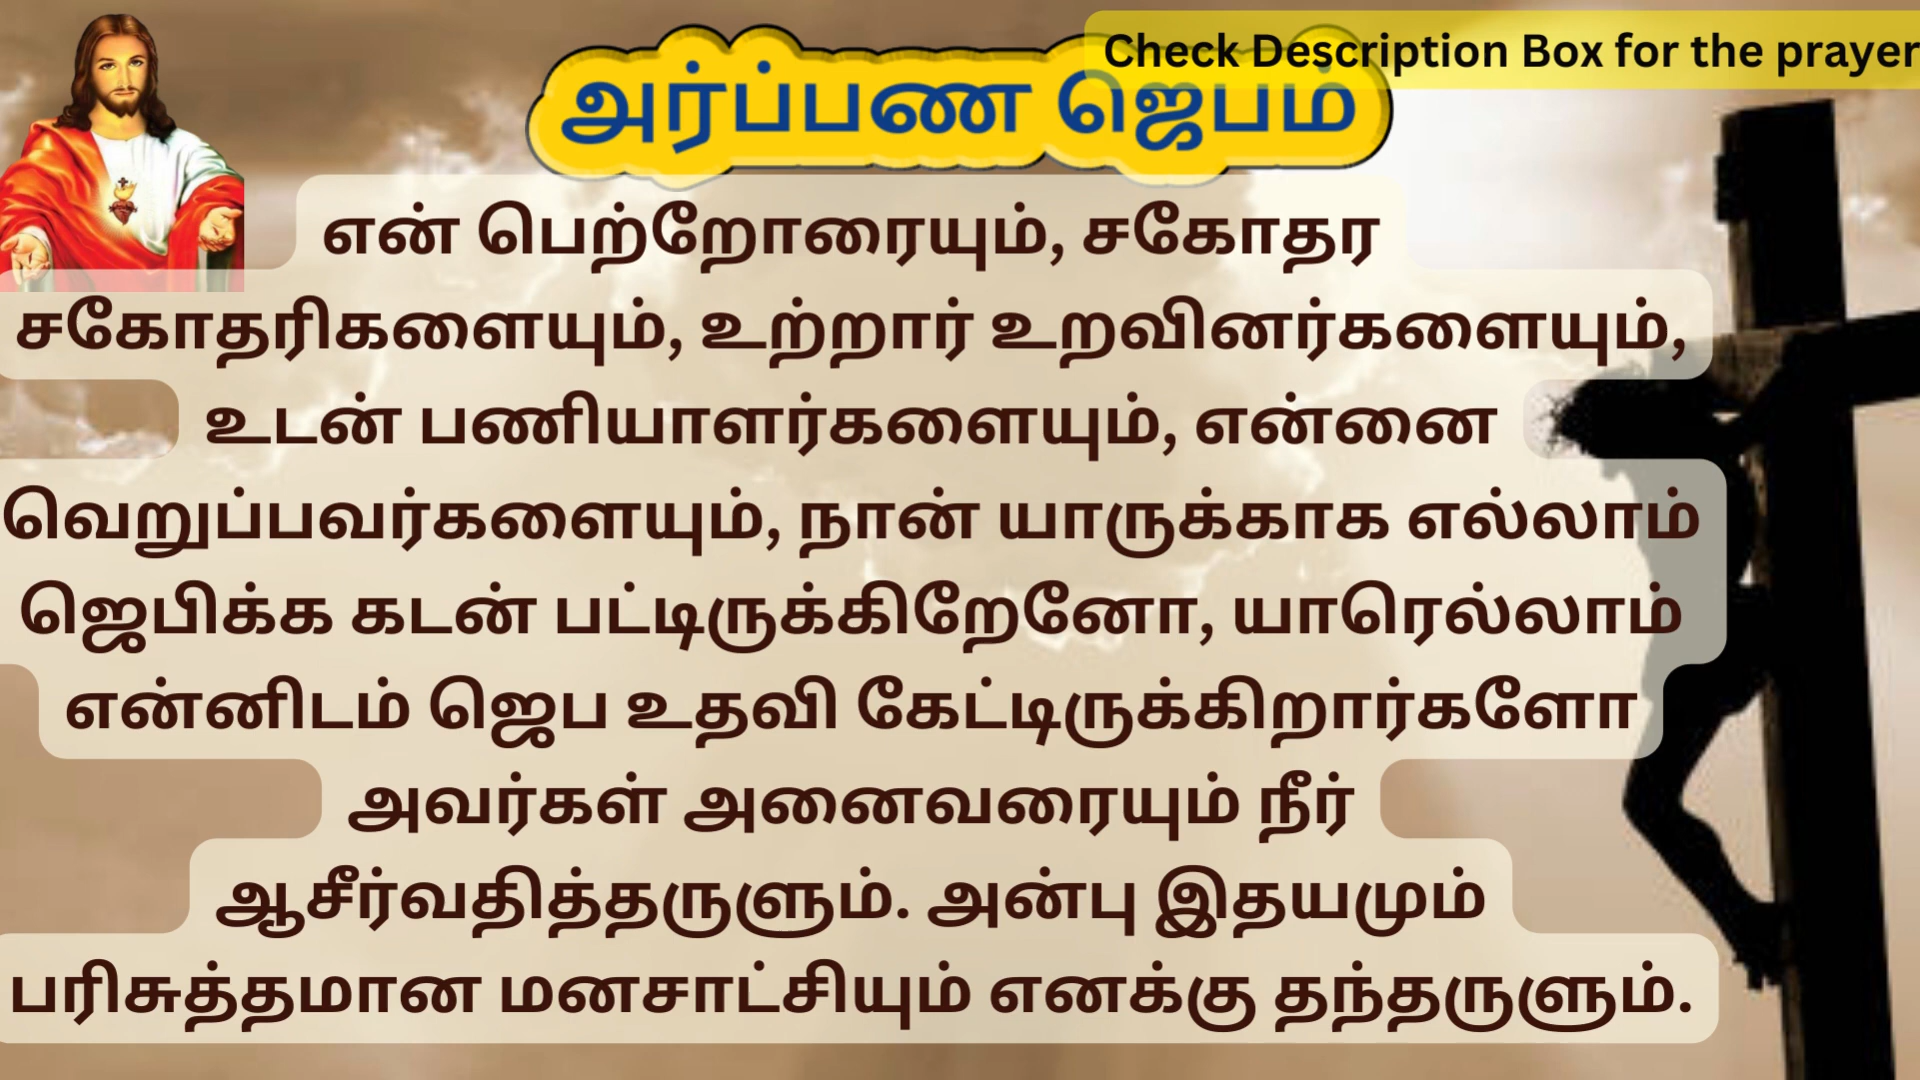 Check Description Box for the prayer
அர்ப்பண ஜெபம்
என் பெற்றோரையும், சகோதர
சகோதரிகளையும், உற்றார் உறவினர்களையும்,
உடன் பணியாளர்களையும், என்னை
வெறுப்பவர்களையும், நான் யாருக்காக எல்லாம்
ஜெபிக்க கடன் பட்டிருக்கிறேனோ, யாரெல்லாம்
என்னிடம் ஜெப உதவி கேட்டிருக்கிறார்களோ
அவர்கள் அனைவரையும் நீர்
ஆசீர்வதித்தருளும். அன்பு இதயமும்
பரிசுத்தமான மனசாட்சியும் எனக்கு தந்தருளும்.